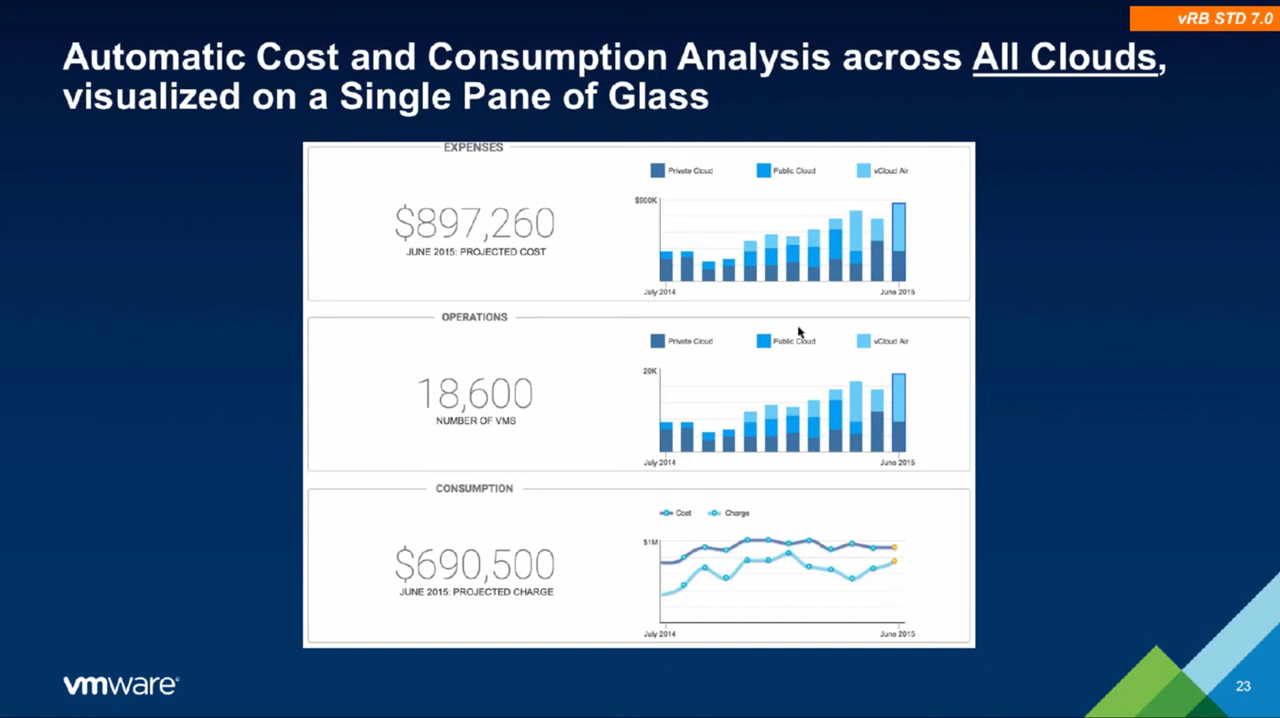 vRB STD 7.0
Automatic Cost and Consumption Analysis across All Clouds,
visualized on a Single Pane of Glass
EXPENSES
$897,260
JUNE 2015: PROJECTED COST
Private Cloud
Public Cloud
vCloud Air
$900K
July 2014
June 2015
OPERATIONS
18,600
NUMBER OF VMS
Private Cloud
Public Cloud
vCloud Air
20K
July 2014
June 2015
CONSUMPTION
$690,500
JUNE 2015: PROJECTED CHARGE
Cost
Charge
$1M
July 2014
June 2015
vmware
23